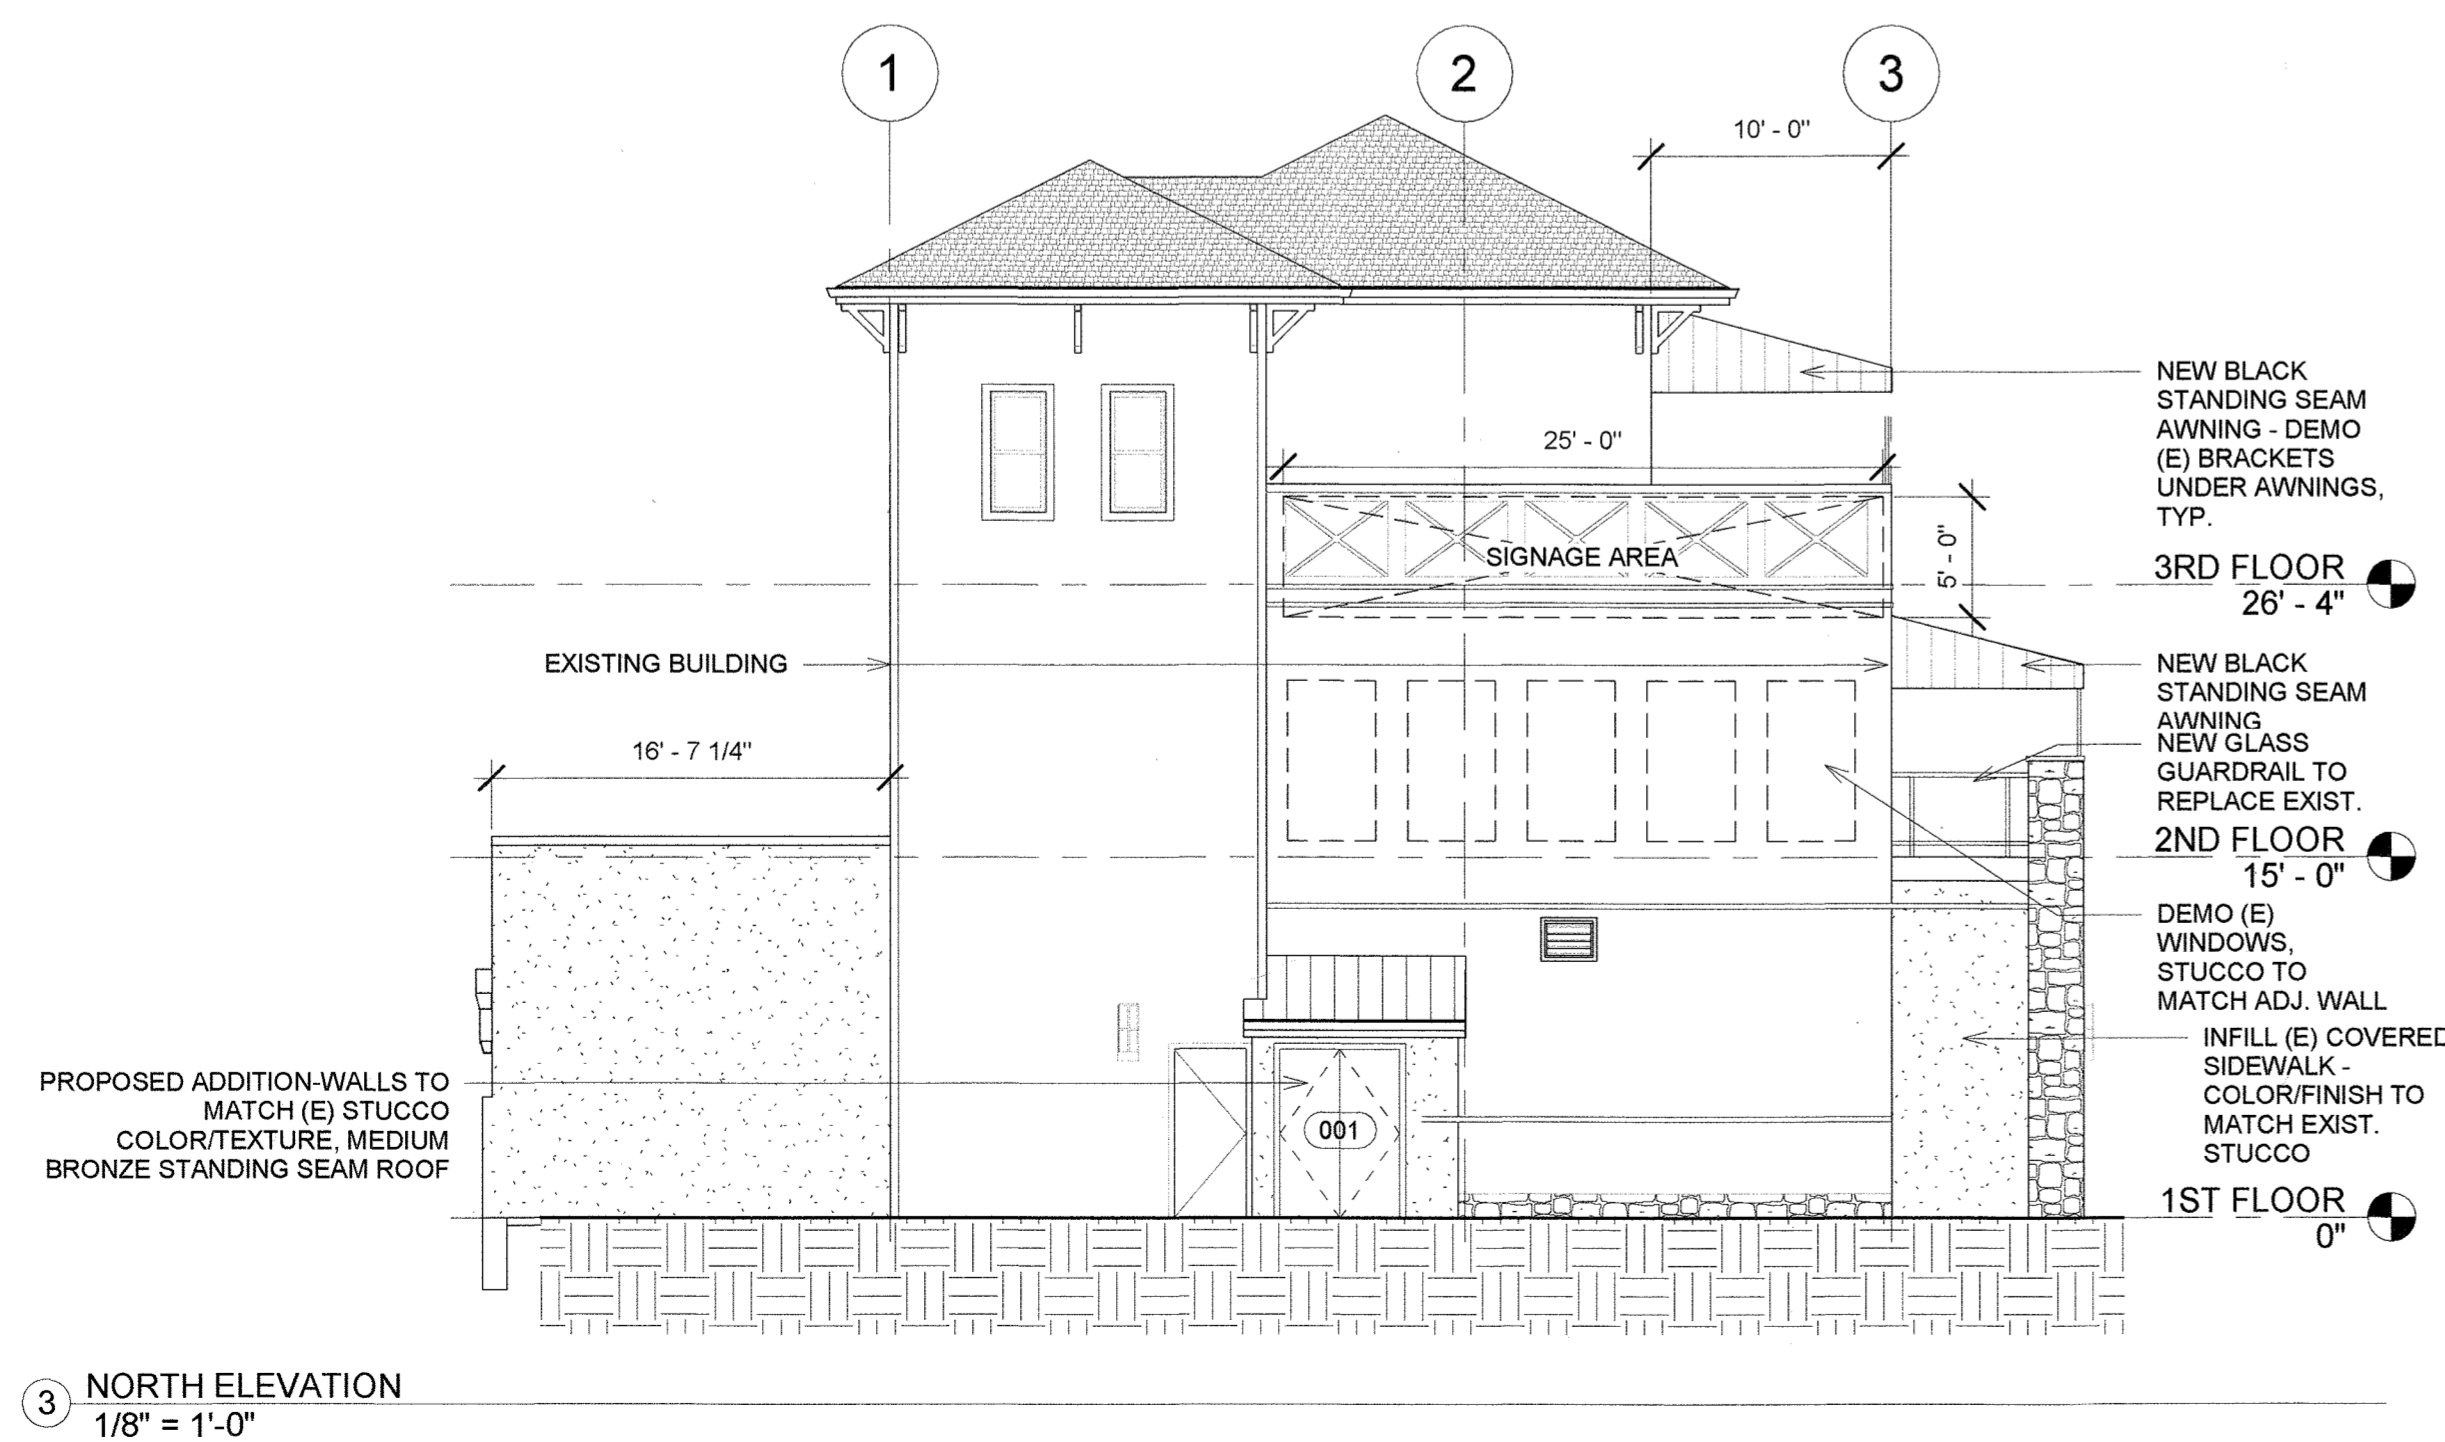 1
2
3
10' - 0"
NEW BLACK
STANDING SEAM
AWNING - DEMO
(E) BRACKETS
UNDER AWNINGS,
TYP.
25' - 0"
SIGNAGE AREA
5' - 0"
3RD FLOOR
26' - 4"
EXISTING BUILDING
NEW BLACK
STANDING SEAM
AWNING
NEW GLASS
GUARDRAIL TO
REPLACE EXIST.
16' - 7 1/4"
2ND FLOOR
15' - 0"
DEMO (E)
WINDOWS,
STUCCO TO
MATCH ADJ. WALL
INFILL (E) COVERED
SIDEWALK -
COLOR/FINISH TO
MATCH EXIST.
STUCCO
PROPOSED ADDITION-WALLS TO
MATCH (E) STUCCO
COLOR/TEXTURE, MEDIUM
BRONZE STANDING SEAM ROOF
001
1ST FLOOR
0"
3
NORTH ELEVATION
1/8" = 1'-0"